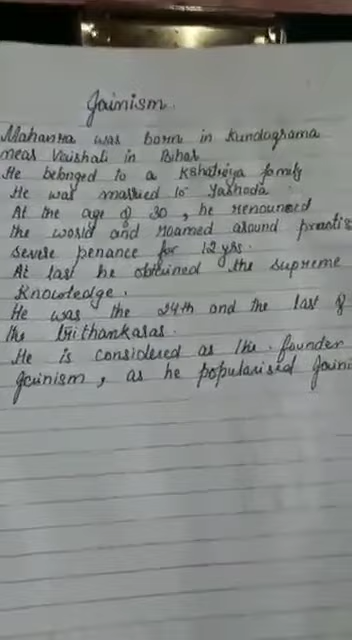 Jainism.
Mahavira was born in Kundagrama
near Vaishali in Bihar
He belonged to a Kshatriya family
He was married to Yashoda
At the age of 30, he renounced
the world and roamed around practis
severe penance for 12 yrs.
At last he obtained the supreme
Knowledge.
He was the 24th and the last of
the Trithankaras.
He is considered as the founder
Jainism, as he popularised Jaini